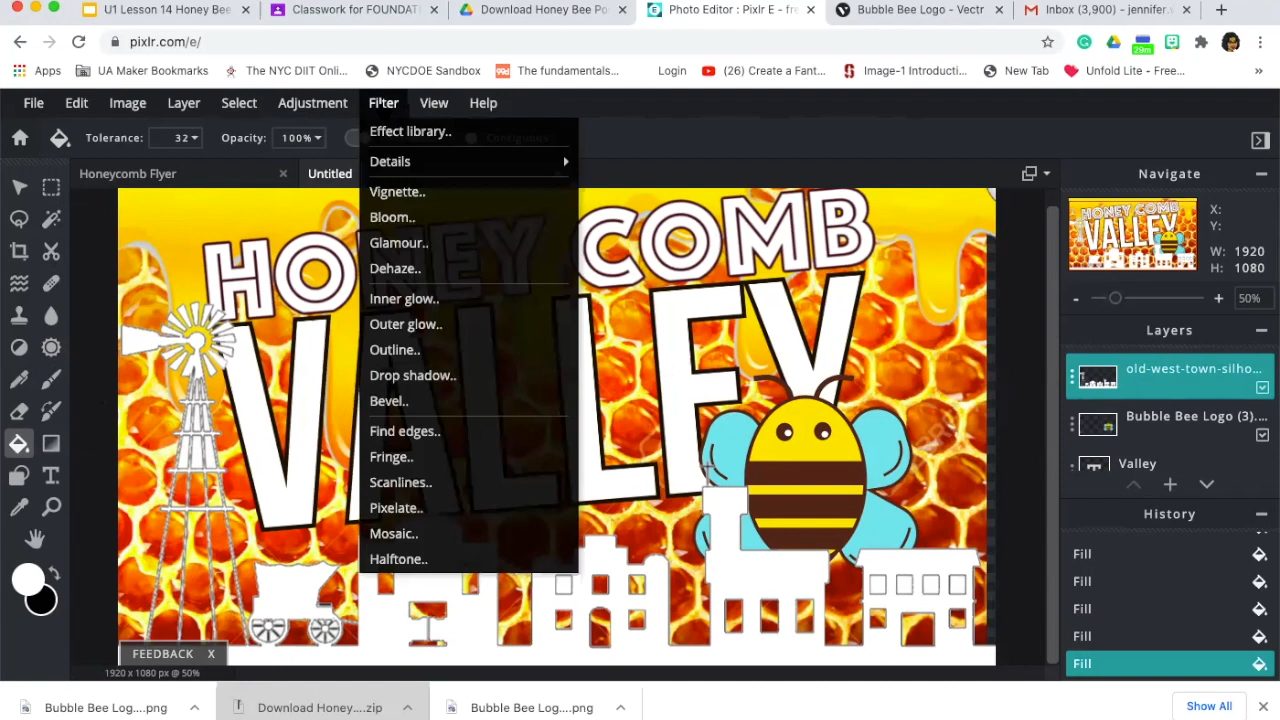 U1 Lesson 14 Honey Bee
Classwork for FOUNDAT
Download Honey Bee Po
Photo Editor : Pixlr E - fre
Bubble Bee Logo - Vectr
Inbox (3,900) - jennifer.s
pixlr.com/e/
29m
Apps
UA Maker Bookmarks
The NYC DIIT Onli...
NYCDOE Sandbox
The fundamentals...
Login
(26) Create a Fant...
Image-1 Introducti...
New Tab
Unfold Lite - Free...
»
File Edit Image Layer Select Adjustment Filter View Help
Tolerance: 32 Opacity: 100% Contiguous
Honeycomb Flyer
Untitled
Effect library..
Details
Vignette..
Bloom..
Glamour..
Dehaze..
Inner glow..
Outer glow..
Outline..
Drop shadow..
Bevel..
Find edges..
Fringe..
Scanlines..
Pixelate..
Mosaic..
Halftone..
HONEY COMB
VALLEY
Navigate
HONEY COMB
VALLEY
X:
Y:
W: 1920
H: 1080
- + 50%
Layers
old-west-town-silho...
Bubble Bee Logo (3)....
Valley
History
Fill
Fill
Fill
Fill
Fill
FEEDBACK X
1920 x 1080 px @ 50%
Bubble Bee Log....png
Download Honey....zip
Bubble Bee Log....png
Show All